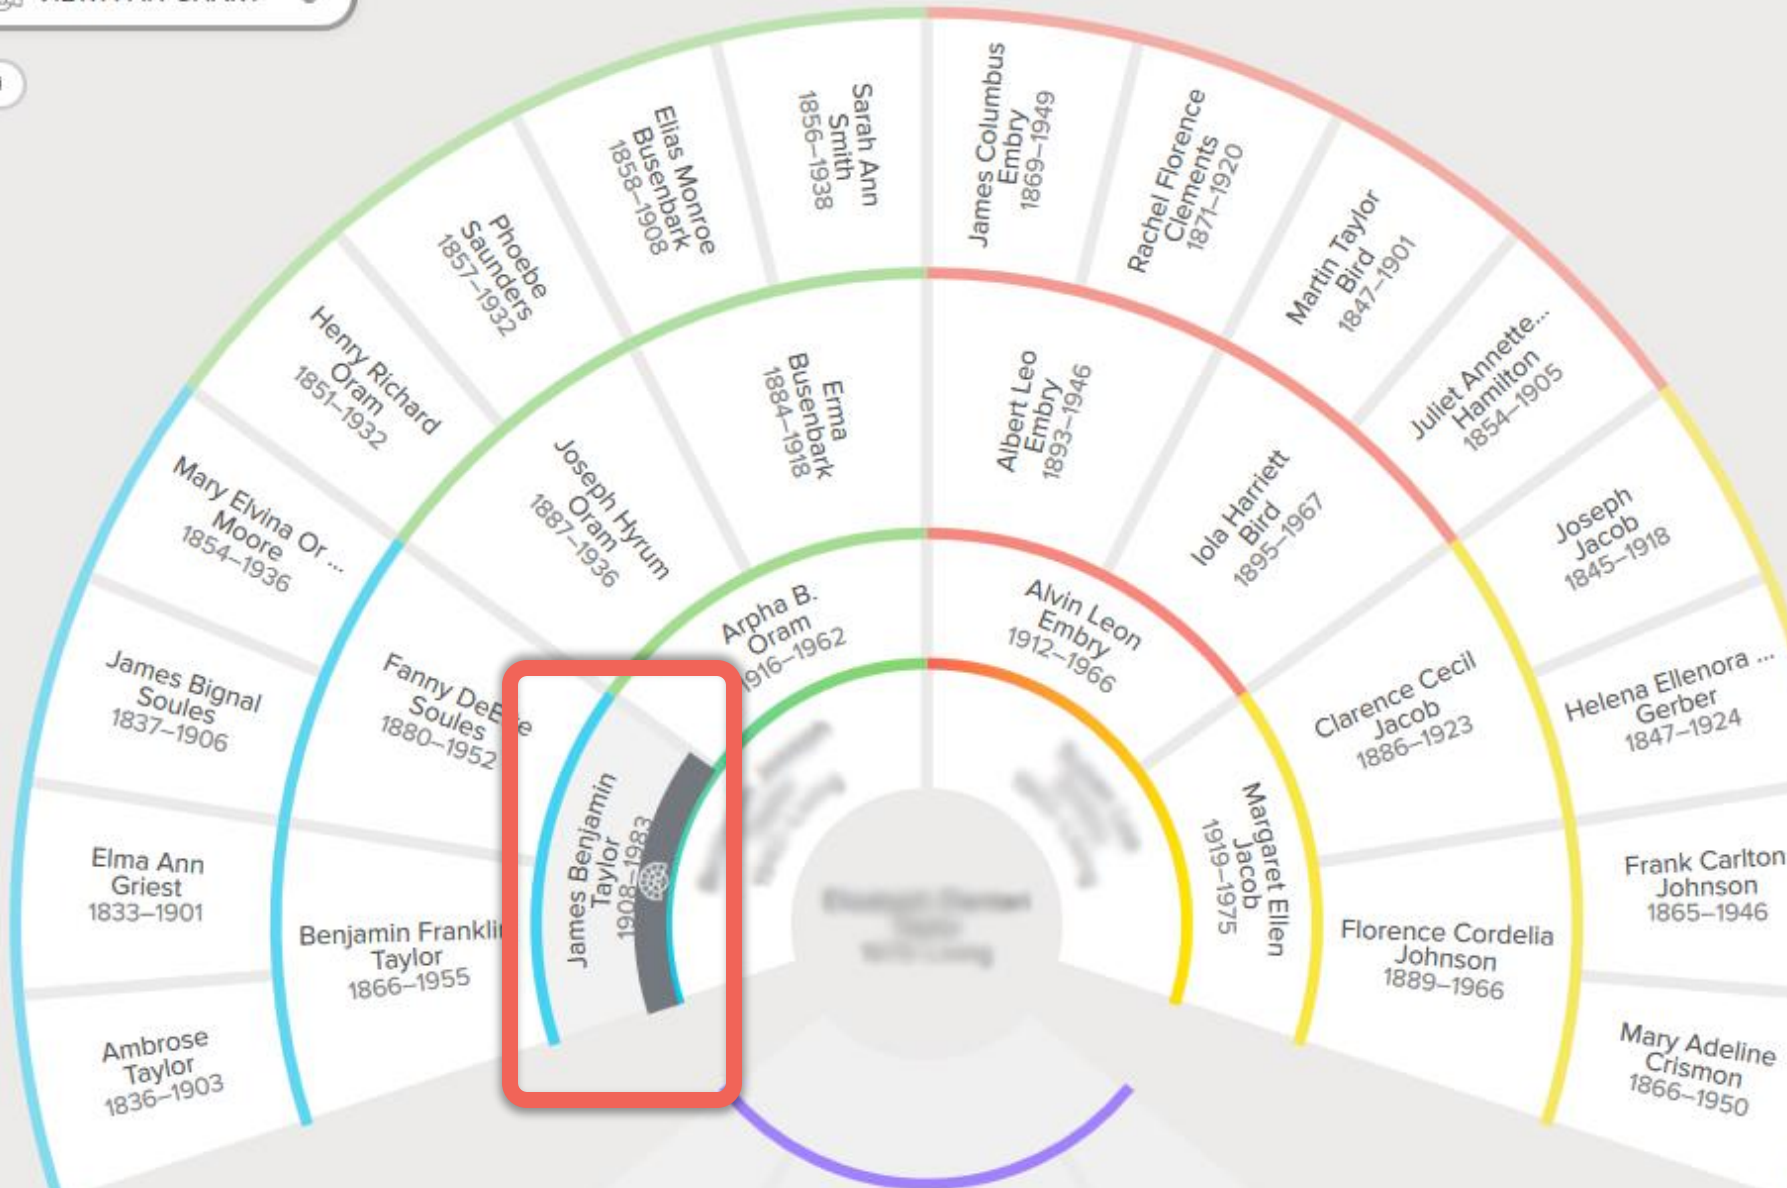 Ambrose
Taylor
1836–1903
Elma Ann
Griest
1833–1901
James Bignal
Soules
1837–1906
Mary Elvina Or ...
Moore
1854–1936
Henry Richard
Oram
1851–1932
Phoebe
Saunders
1857–1932
Elias Monroe
Busenbark
1858–1908
Sarah Ann
Smith
1856–1938
James Columbus
Embry
1869–1949
Rachel Florence
Clements
1871–1920
Martin Taylor
Bird
1847–1901
Juliet Annette...
Hamilton
1854–1905
Joseph
Jacob
1845–1918
Helena Ellenora ...
Gerber
1847–1924
Frank Carlton
Johnson
1865–1946
Mary Adeline
Crismon
1866–1950
Benjamin Franklin
Taylor
1866–1955
Fanny
Soules
1880–1952
Joseph Hyrum
Oram
1887–1936
Erma
Busenbark
1884–1918
Albert Leo
Embry
1893–1946
Iola Harriett
Bird
1895–1967
Clarence Cecil
Jacob
1886–1923
Florence Cordelia
Johnson
1889–1966
James Benjamin
Taylor
1908–1983
Arpha B.
Oram
1916–1962
Alvin Leon
Embry
1912–1966
Margaret Ellen
Jacob
1919–1975